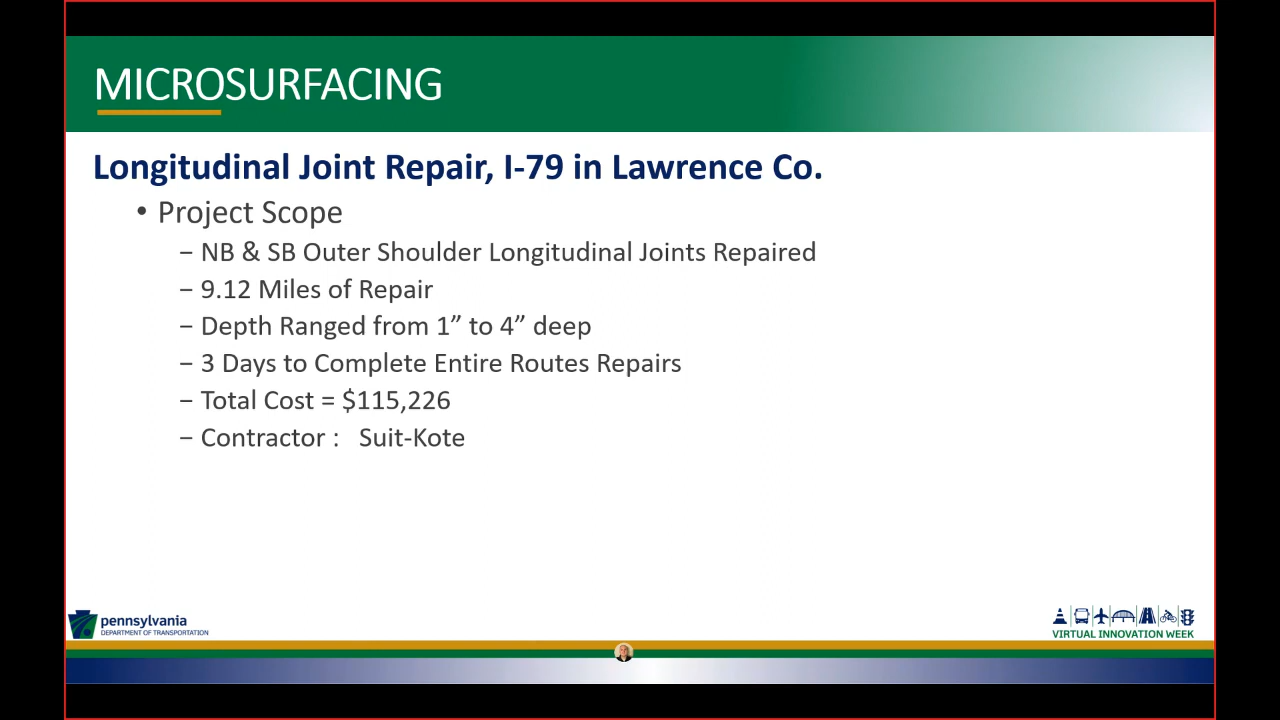 MICROSURFACING
Longitudinal Joint Repair, I-79 in Lawrence Co.
• Project Scope
– NB & SB Outer Shoulder Longitudinal Joints Repaired
– 9.12 Miles of Repair
– Depth Ranged from 1” to 4” deep
– 3 Days to Complete Entire Routes Repairs
– Total Cost = $115,226
– Contractor :   Suit-Kote
pennsylvania
DEPARTMENT OF TRANSPORTATION
VIRTUAL INNOVATION WEEK